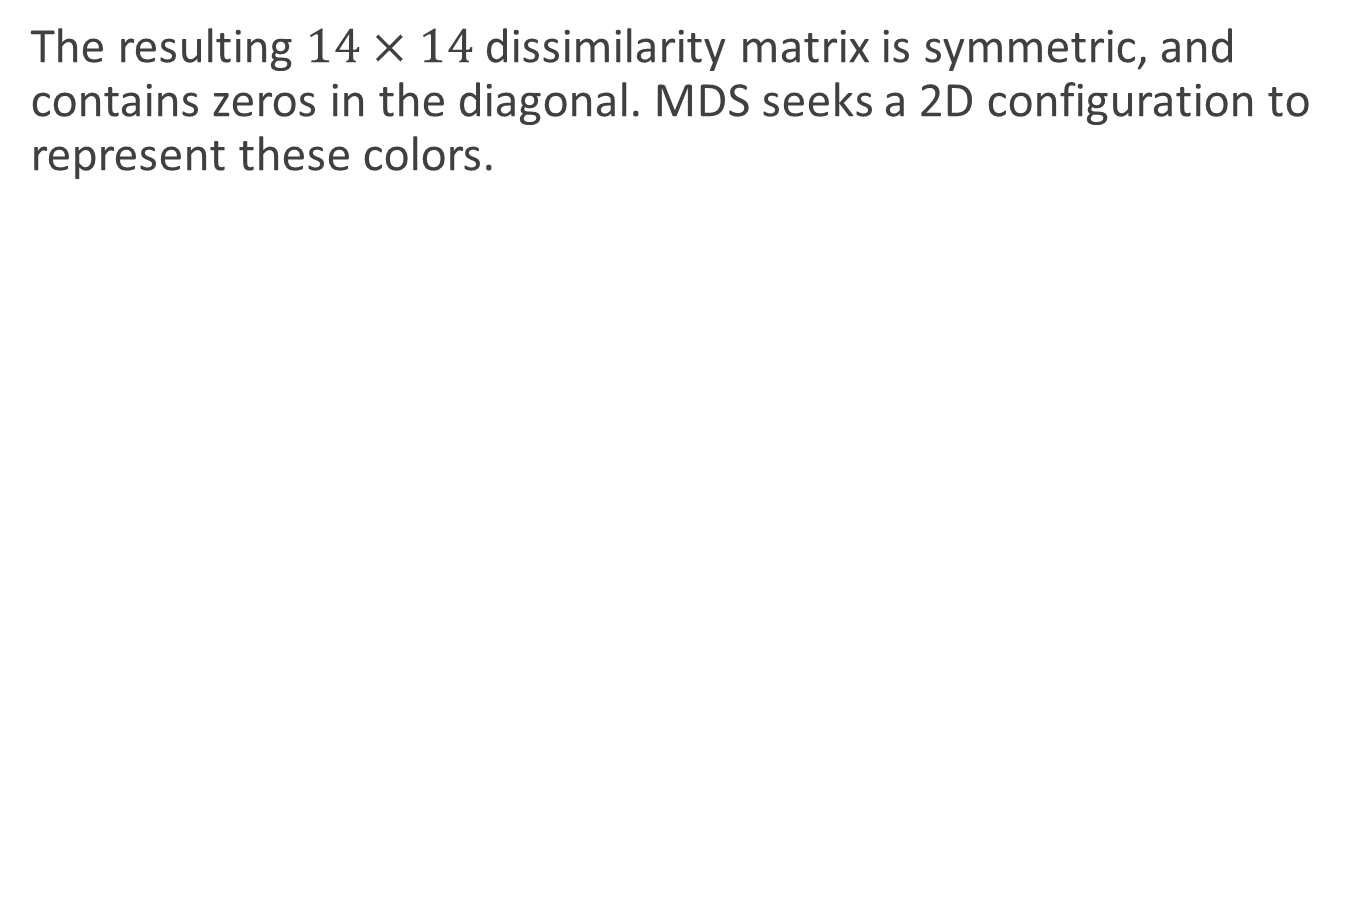 The resulting 14 × 14 dissimilarity matrix is symmetric, and
contains zeros in the diagonal. MDS seeks a 2D configuration to
represent these colors.